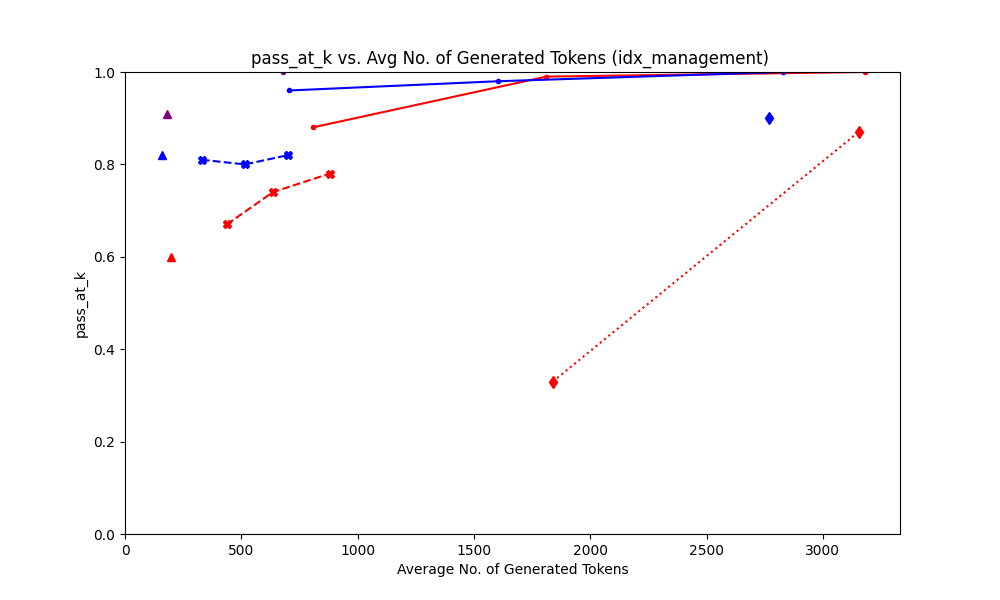 pass_at_k vs. Avg No. of Generated Tokens (idx_management)
1.0
0.8
0.6
0.4
0.2
0.0
pass_at_k
0 500 1000 1500 2000 2500 3000
Average No. of Generated Tokens